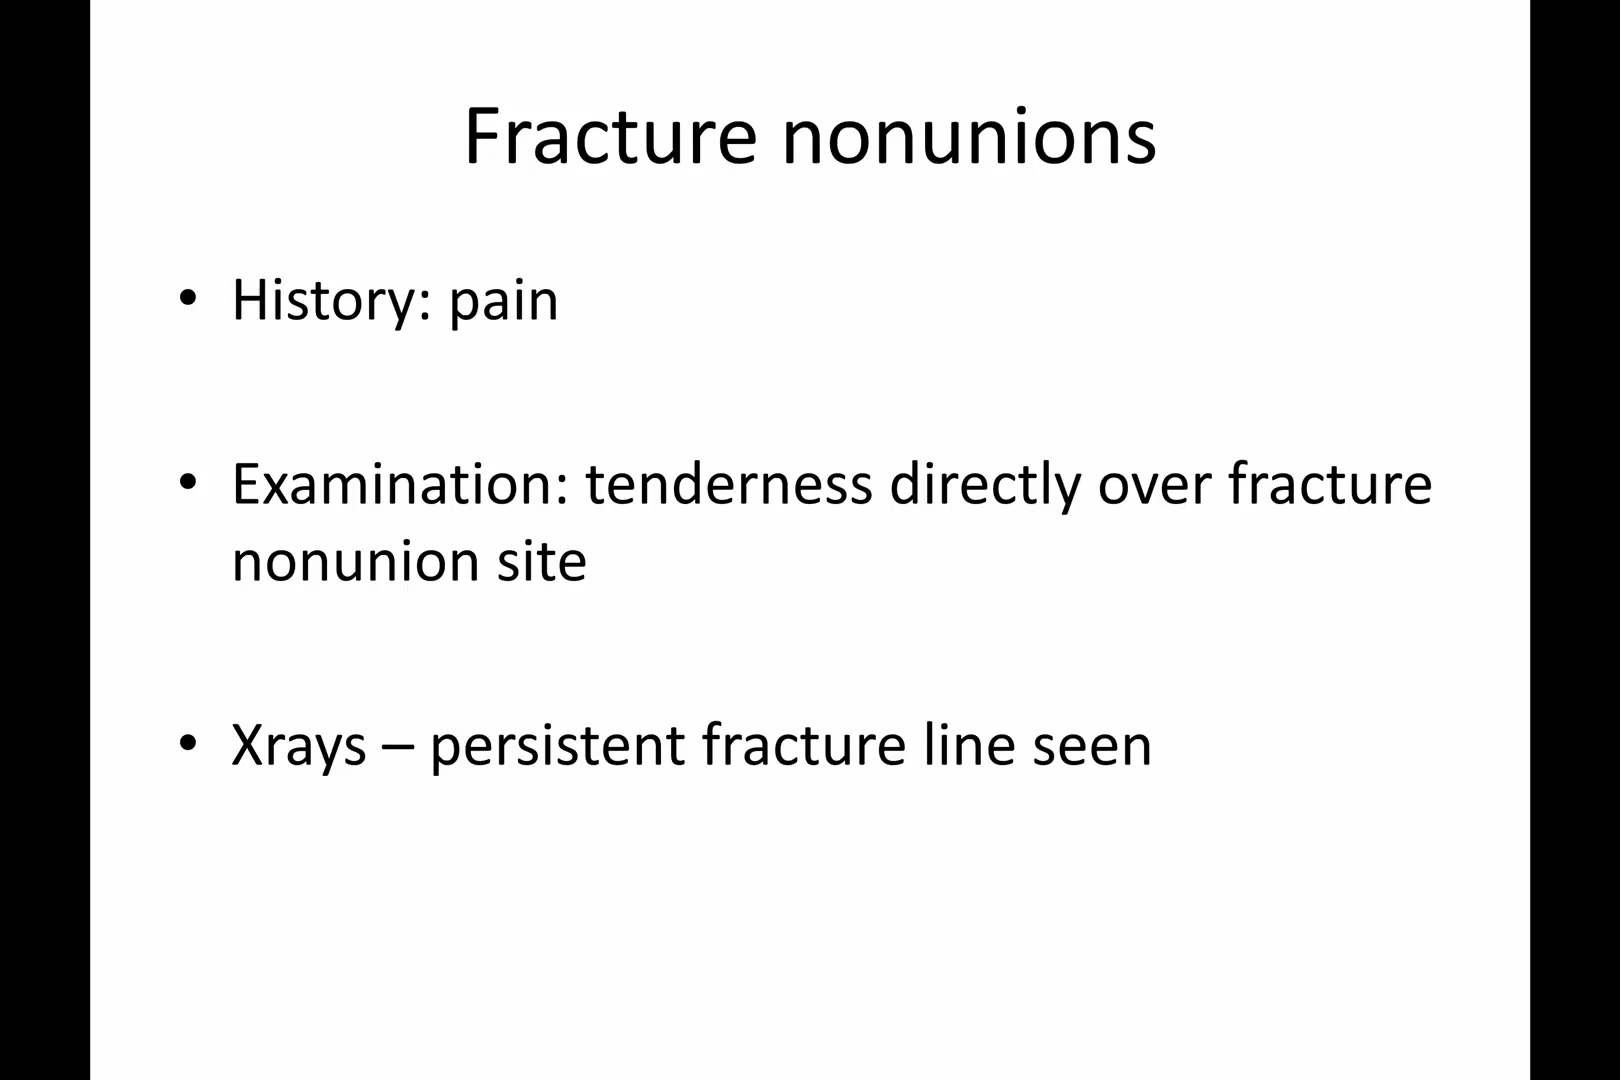 Fracture nonunions
• History: pain
• Examination: tenderness directly over fracture
nonunion site
• Xrays – persistent fracture line seen